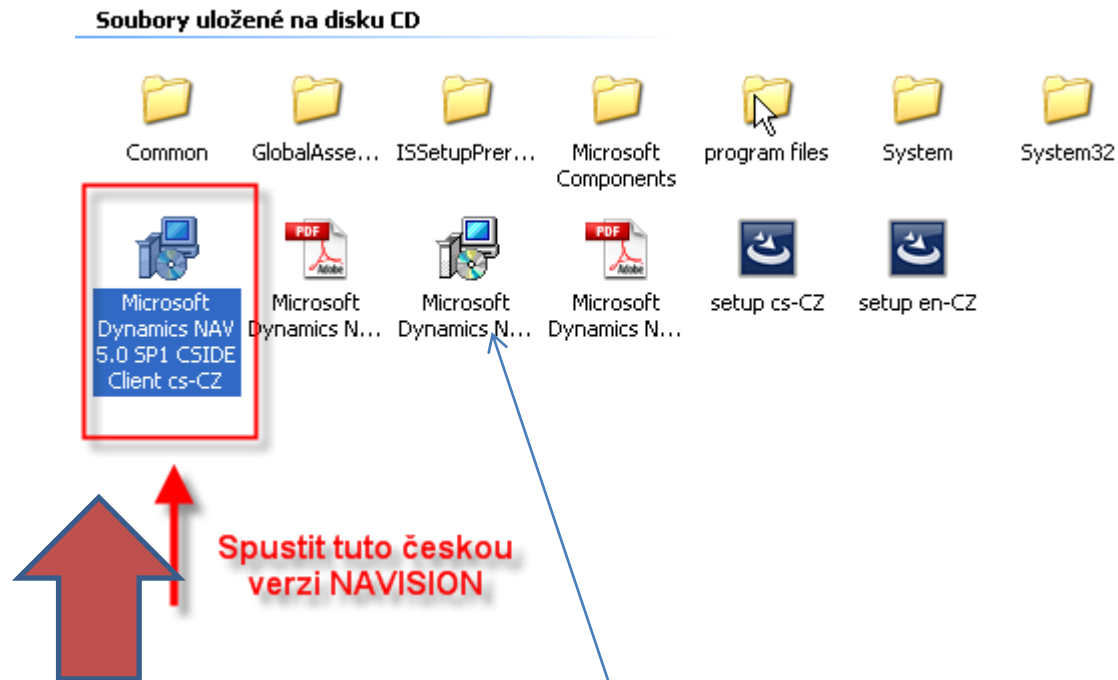 Soubory uložené na disku CD
Common
GlobalAsse...
ISSetupPrer...
Microsoft
Components
program files
System
System32
Microsoft
Dynamics NAV
5.0 SP1 CSIDE
Client cs-CZ
PDF
Adobe
Microsoft
Dynamics N...
Microsoft
Dynamics N...
PDF
Adobe
Microsoft
Dynamics N...
setup cs-CZ
setup en-CZ
Spustit tuto českou
verzi NAVISION